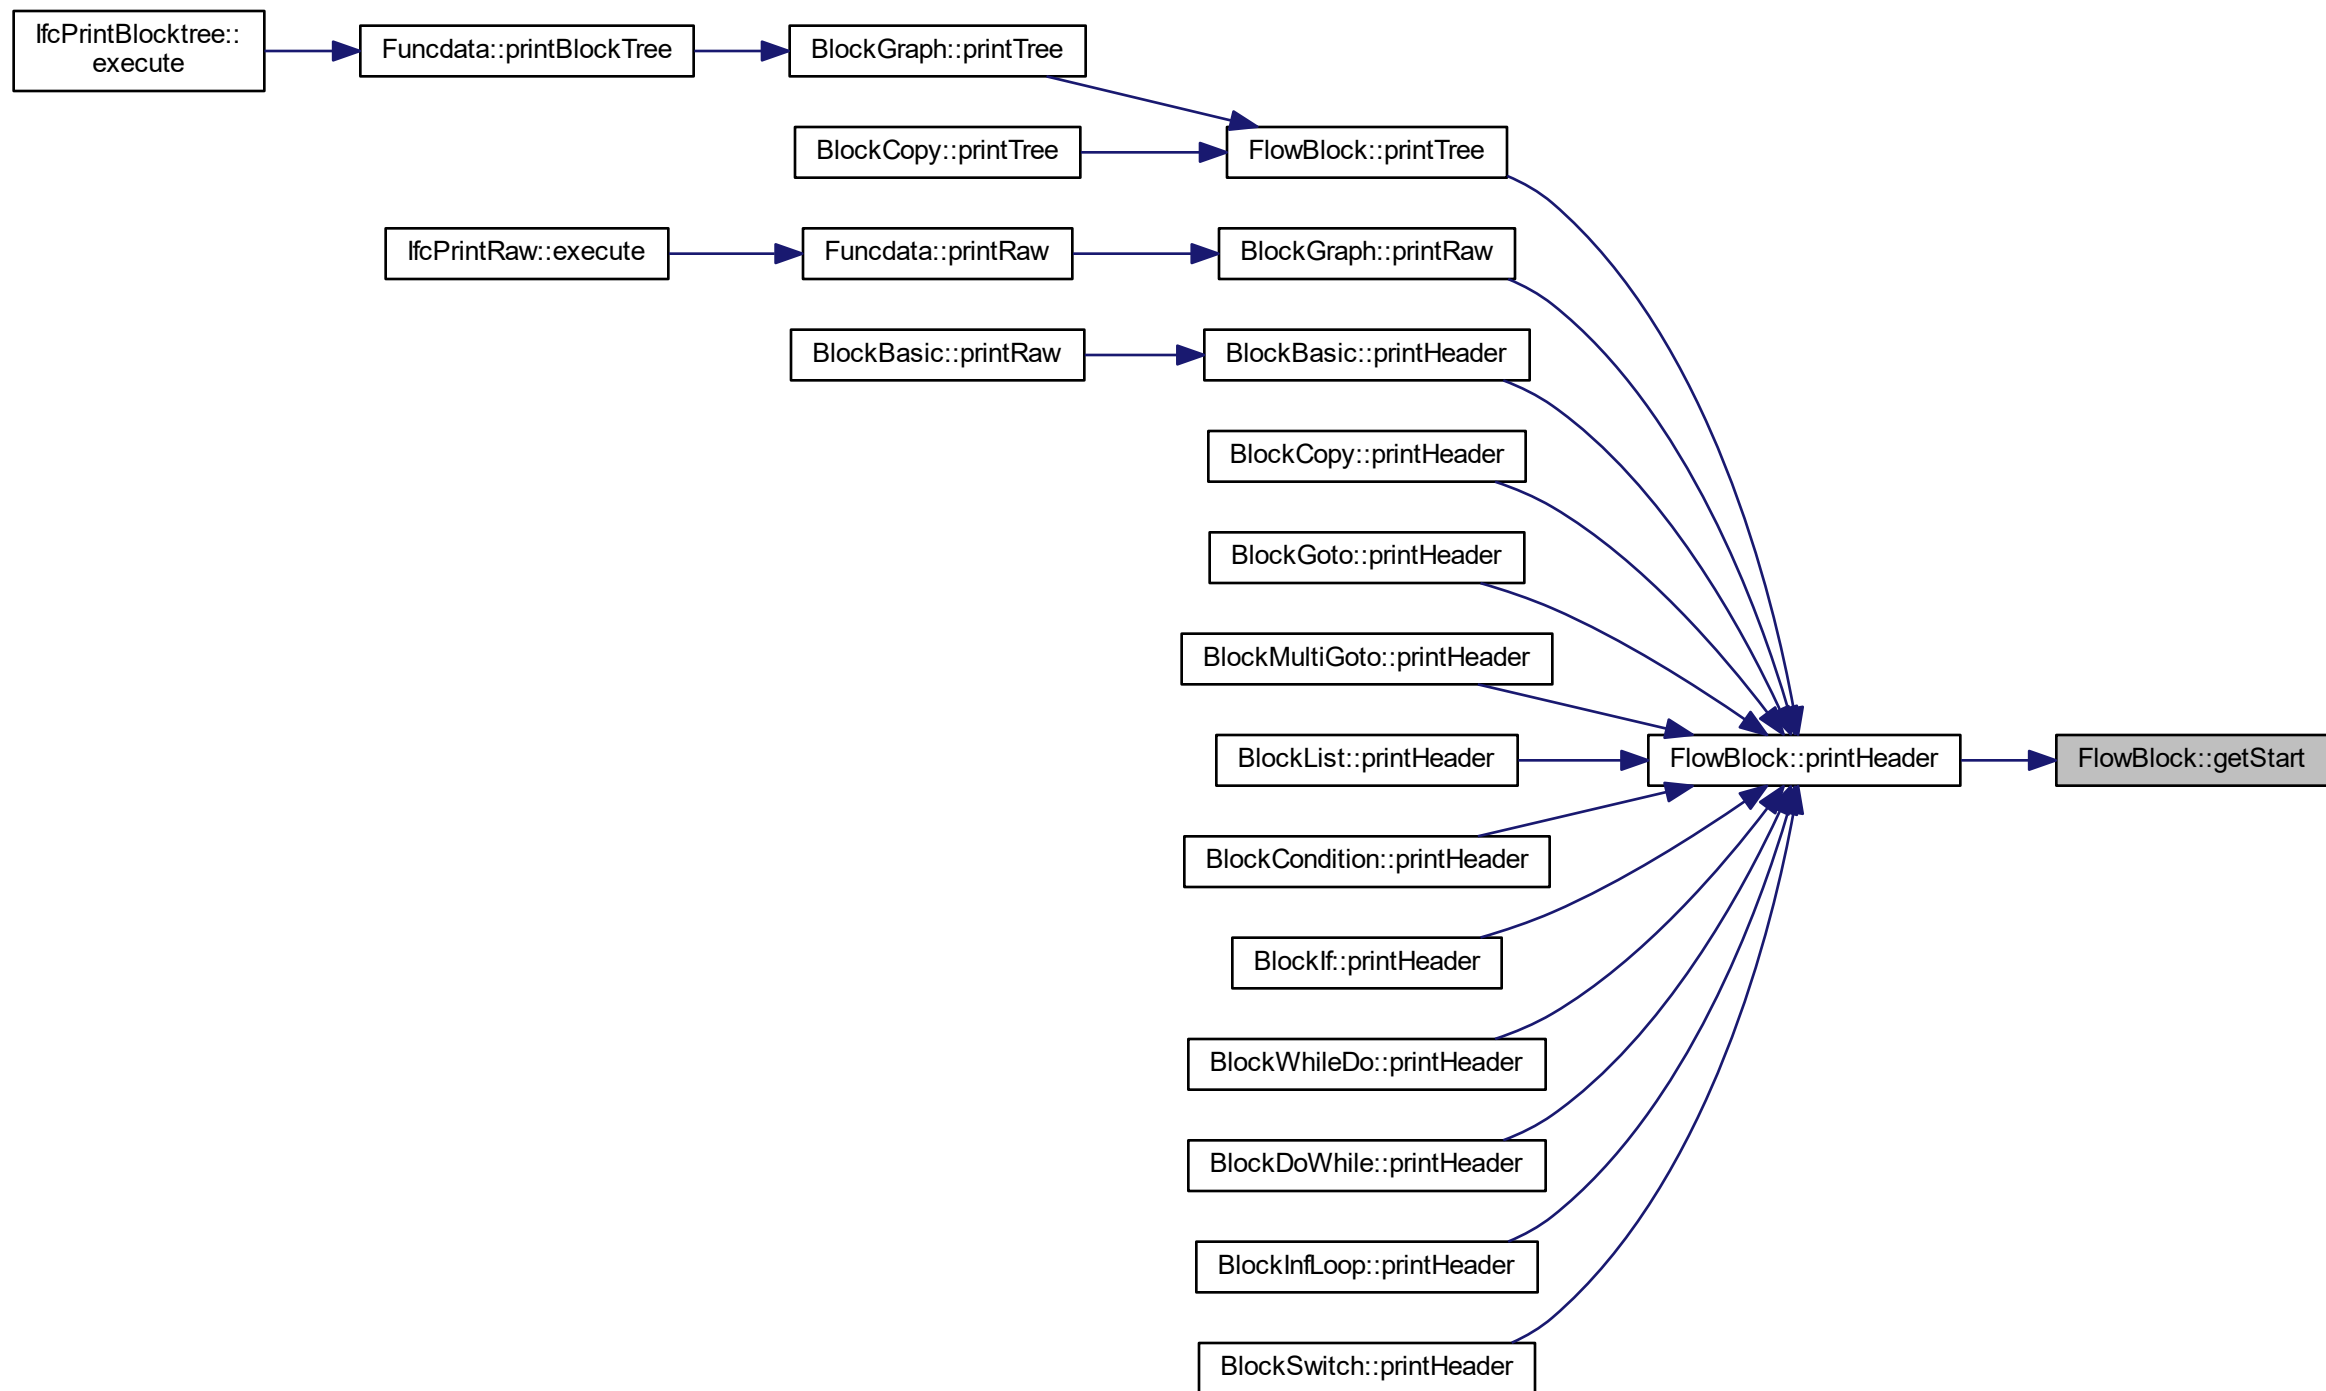 IfcPrintBlocktree::
execute
Funcdata::printBlockTree
BlockGraph::printTree
BlockCopy::printTree
FlowBlock::printTree
IfcPrintRaw::execute
Funcdata::printRaw
BlockGraph::printRaw
BlockBasic::printRaw
BlockBasic::printHeader
BlockCopy::printHeader
BlockGoto::printHeader
BlockMultiGoto::printHeader
BlockList::printHeader
FlowBlock::printHeader
FlowBlock::getStart
BlockCondition::printHeader
BlockIf::printHeader
BlockWhileDo::printHeader
BlockDoWhile::printHeader
BlockInfLoop::printHeader
BlockSwitch::printHeader